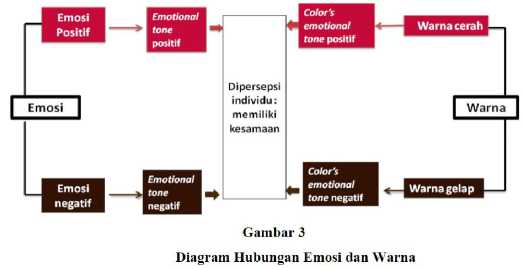 Emosi
Positif
Emotional
tone
positif
Color's
emotional
tone positif
Warna cerah
Dipersepsi
individu:
memiliki
kesamaan
Emosi
Warna
Emosi
negatif
Emotional
tone
negatif
Color's
emotional
tone negatif
Warna gelap
Gambar 3
Diagram Hubungan Emosi dan Warna